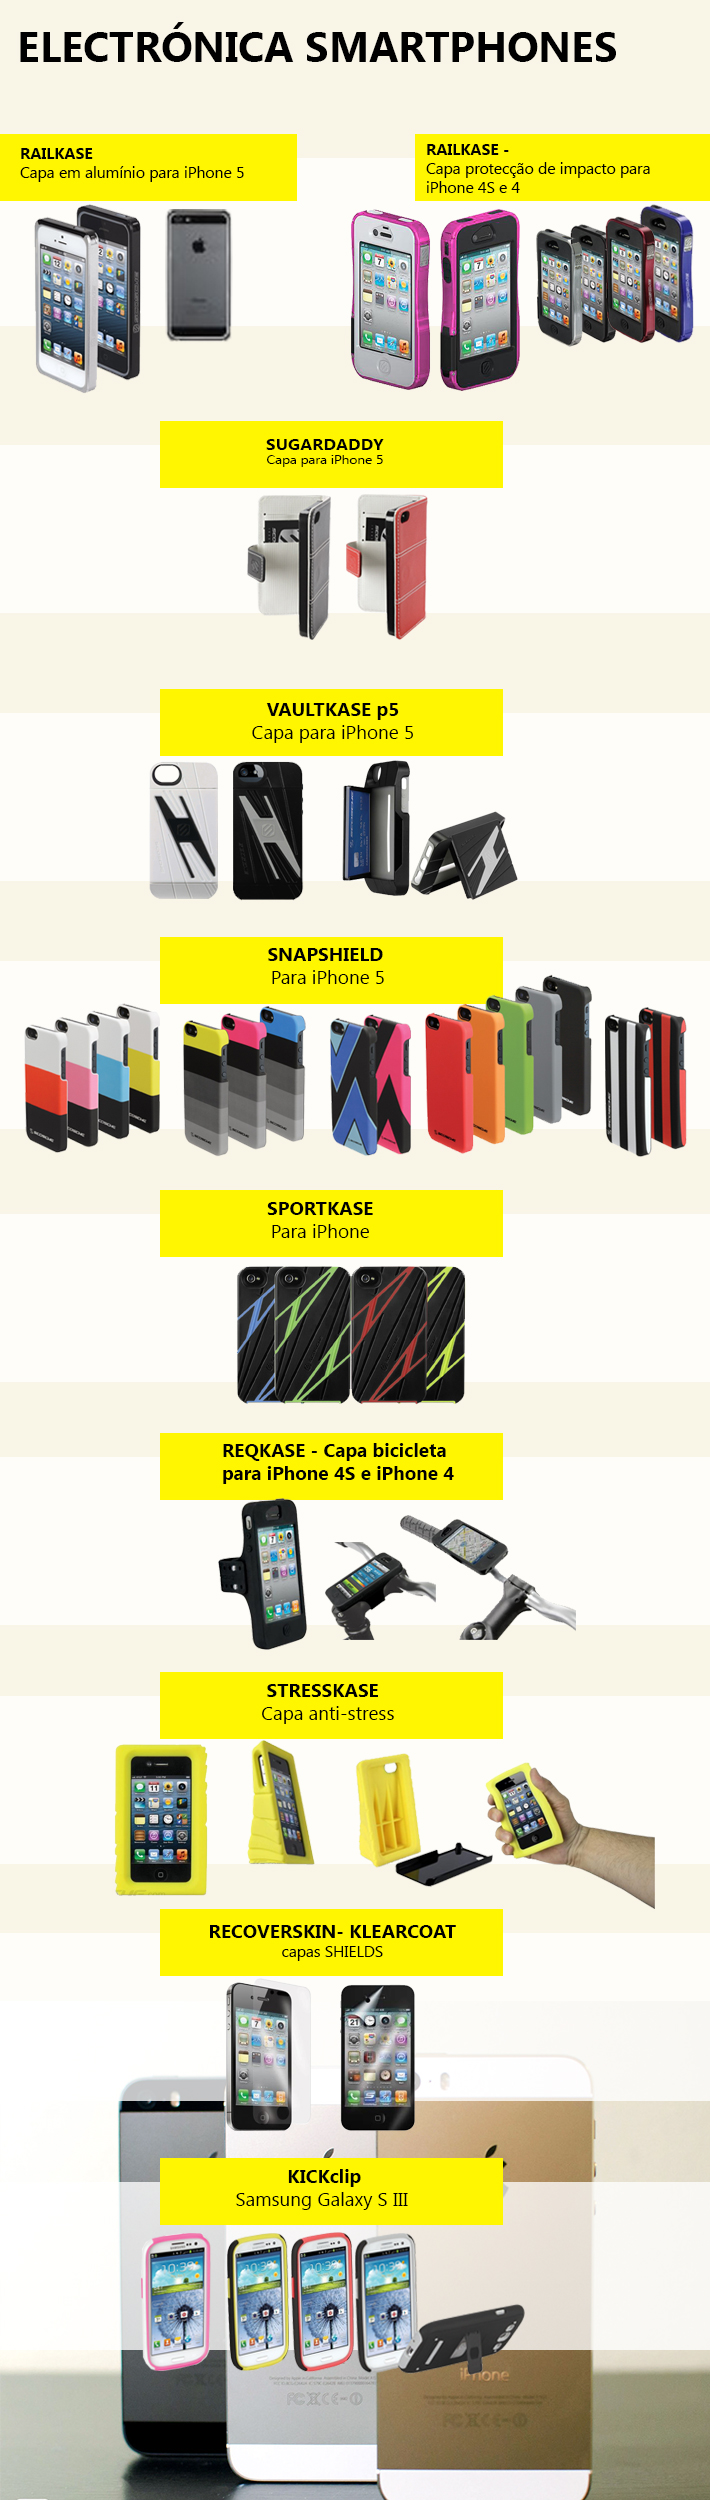 ELECTRÓNICA SMARTPHONES
RAILKASE
Capa em alumínio para iPhone 5
RAILKASE -
Capa protecção de impacto para
iPhone 4S e 4
SUGARDADDY
Capa para iPhone 5
VAULTKASE p5
Capa para iPhone 5
SNAPSHIELD
Para iPhone 5
SPORTKASE
Para iPhone
REQKASE - Capa bicicleta
para iPhone 4S e iPhone 4
STRESSKASE
Capa anti-stress
RECOVERSKIN- KLEARCOAT
capas SHIELDS
KICKclip
Samsung Galaxy S III